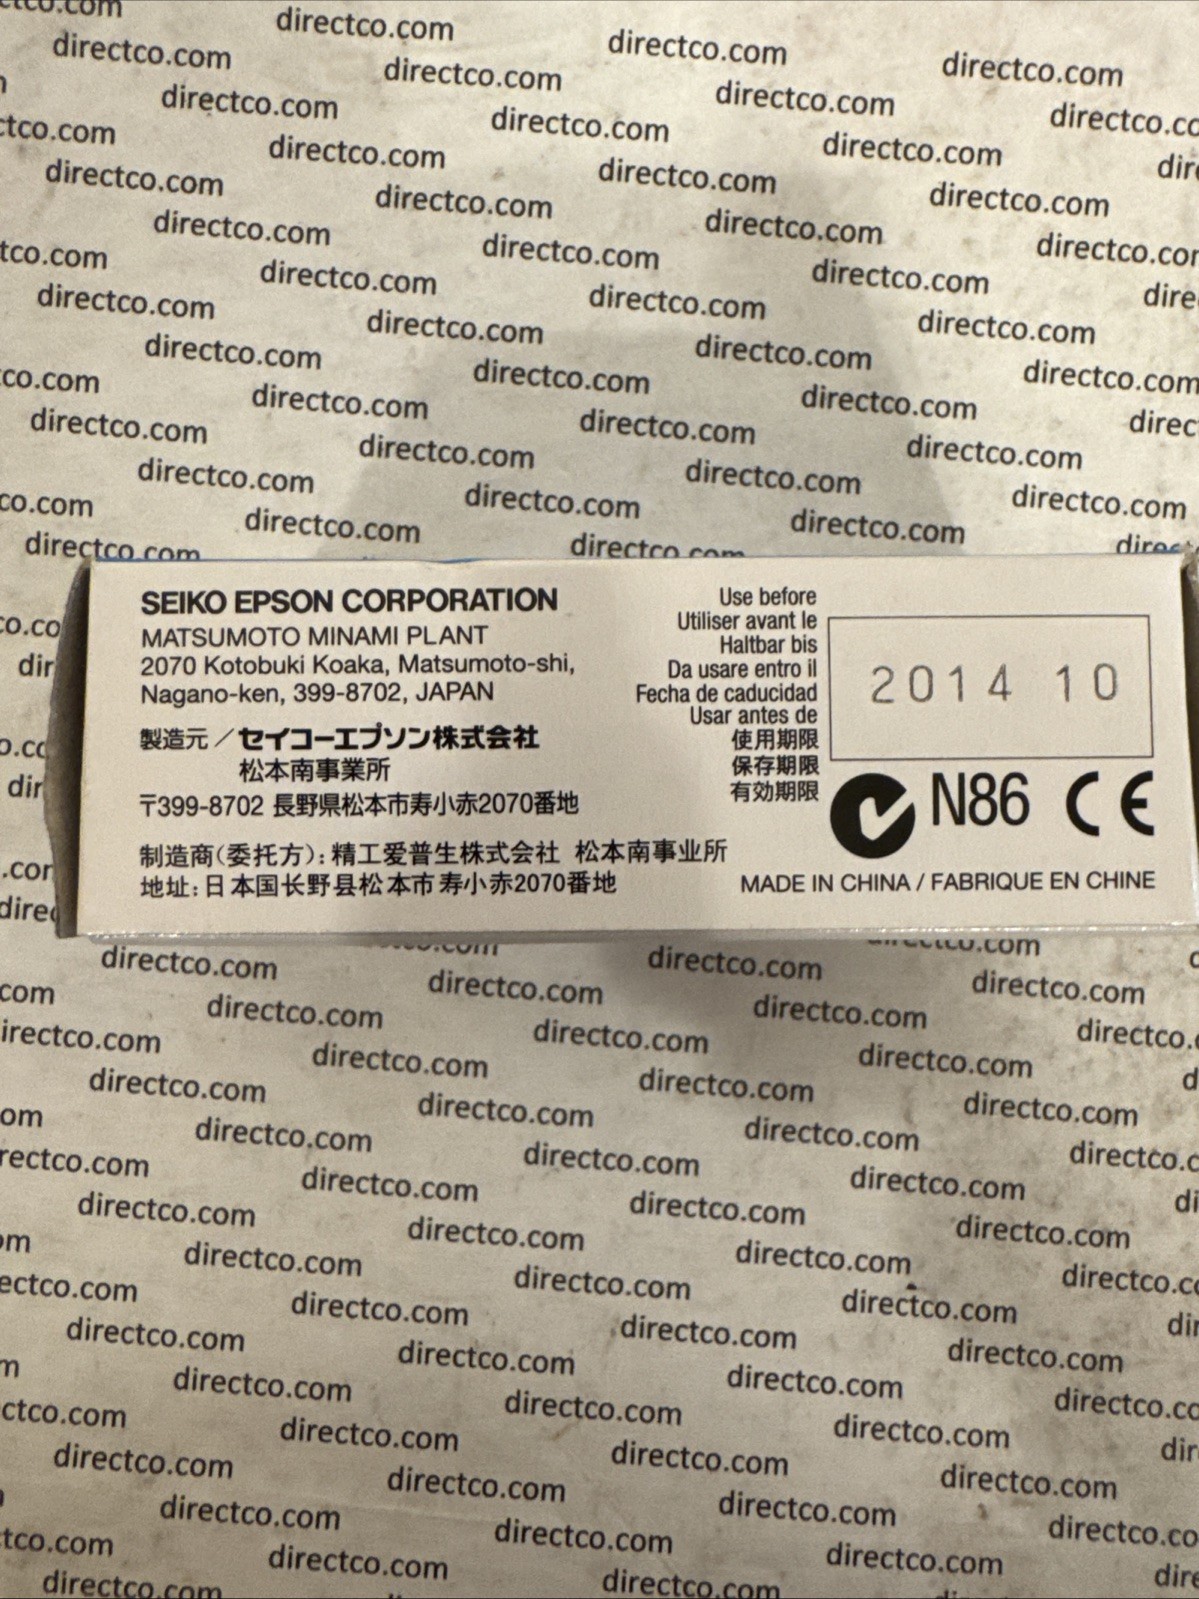 directco.com
SEIKO EPSON CORPORATION
MATSUMOTO MINAMI PLANT
2070 Kotobuki Koaka, Matsumoto-shi,
Nagano-ken, 399-8702, JAPAN
製造元／セイコーエプソン株式会社
松本南事業所
〒399-8702 長野県松本市寿小赤2070番地
制造商(委托方): 精工爱普生株式会社 松本南事业所
地址: 日本国长野县松本市寿小赤2070番地
Use before
Utiliser avant le
Haltbar bis
Da usare entro il
Fecha de caducidad
Usar antes de
使用期限
保存期限
有効期限
2014 10
N86 CE
MADE IN CHINA / FABRIQUE EN CHINE
directco.com